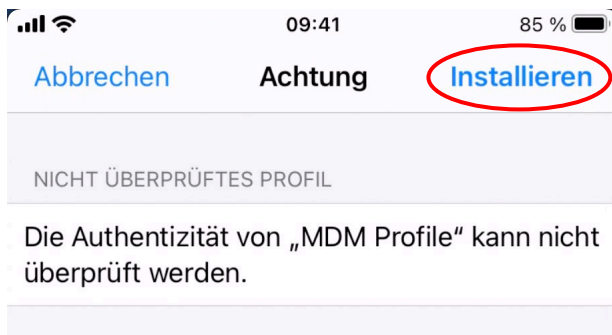 09:41
85 %
Abbrechen
Achtung
Installieren
NICHT ÜBERPRÜFTES PROFIL
Die Authentizität von „MDM Profile“ kann nicht
überprüft werden.